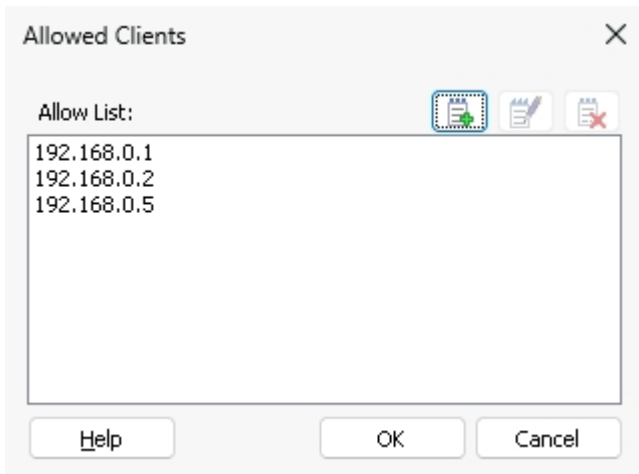 Allowed Clients
Allow List:
192.168.0.1
192.168.0.2
192.168.0.5
Help
OK
Cancel